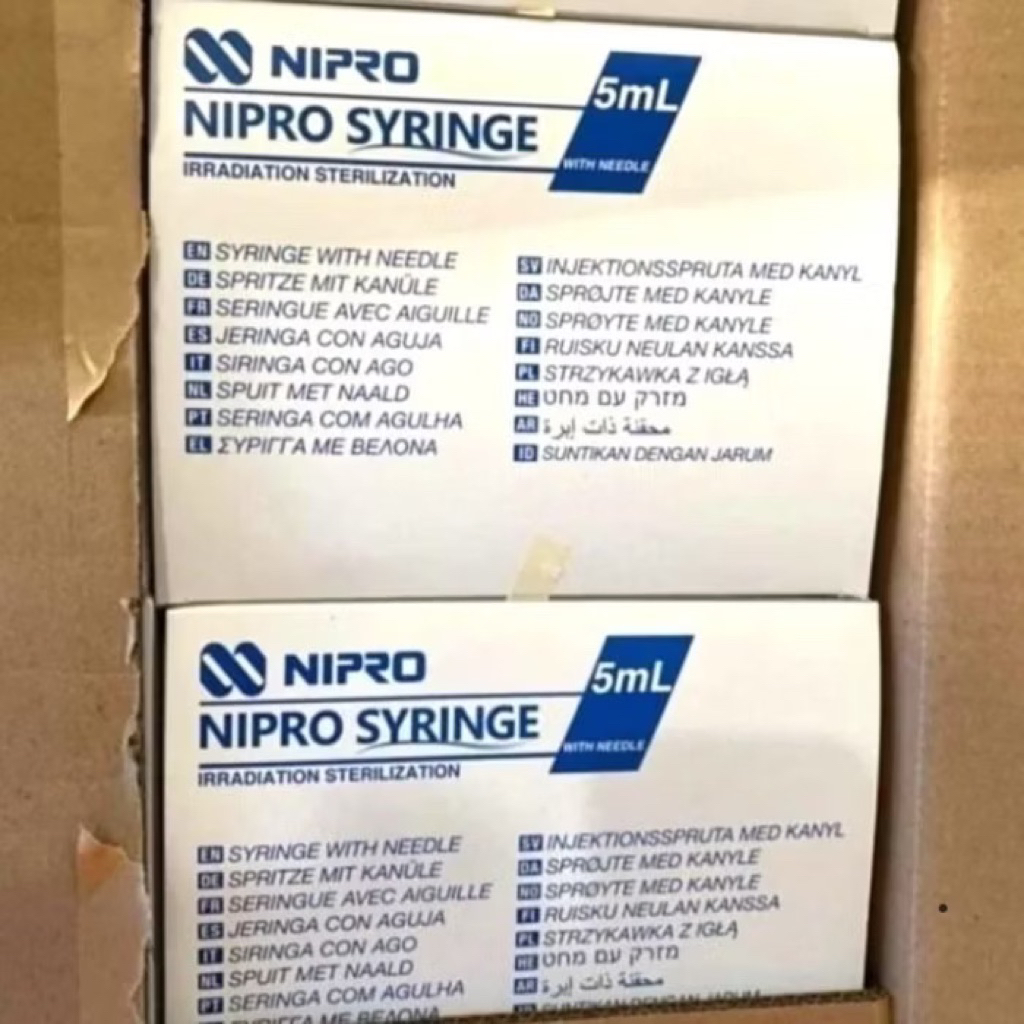 NIPRO
NIPRO SYRINGE
IRRADIATION STERILIZATION
5mL
WITH NEEDLE
EN SYRINGE WITH NEEDLE
DE SPRITZE MIT KANÜLE
FR SERINGUE AVEC AIGUILLE
ES JERINGA CON AGUJA
IT SIRINGA CON AGO
NL SPUIT MET NAALD
PT SERINGA COM AGULHA
EL ΣΥΡΙΓΓΑ ΜΕ ΒΕΛΟΝΑ
SV INJEKTIONSSPRUTA MED KANYL
DA SPRØJTE MED KANYLE
NO SPRØYTE MED KANYLE
FI RUISKU NEULAN KANSSA
PL STRZYKAWKA Z IGŁĄ
HE מזרק עם מחט
AR محقنة ذات إبرة
ID SUNTIKAN DENGAN JARUM
NIPRO
NIPRO SYRINGE
IRRADIATION STERILIZATION
5mL
WITH NEEDLE
EN SYRINGE WITH NEEDLE
DE SPRITZE MIT KANÜLE
FR SERINGUE AVEC AIGUILLE
ES JERINGA CON AGUJA
IT SIRINGA CON AGO
NL SPUIT MET NAALD
PT SERINGA COM AGULHA
ΣΥΡΙΓΓΑ ΜΕ ΒΕΛΟΝΑ
SV INJEKTIONSSPRUTA MED KANYL
DA SPRØJTE MED KANYLE
NO SPRØYTE MED KANYLE
FI RUISKU NEULAN KANSSA
PL STRZYKAWKA Z IGŁĄ
HE מזרק עם מחט
AR محقنة ذات إبرة
SUNTIKAN DENGAN JARUM